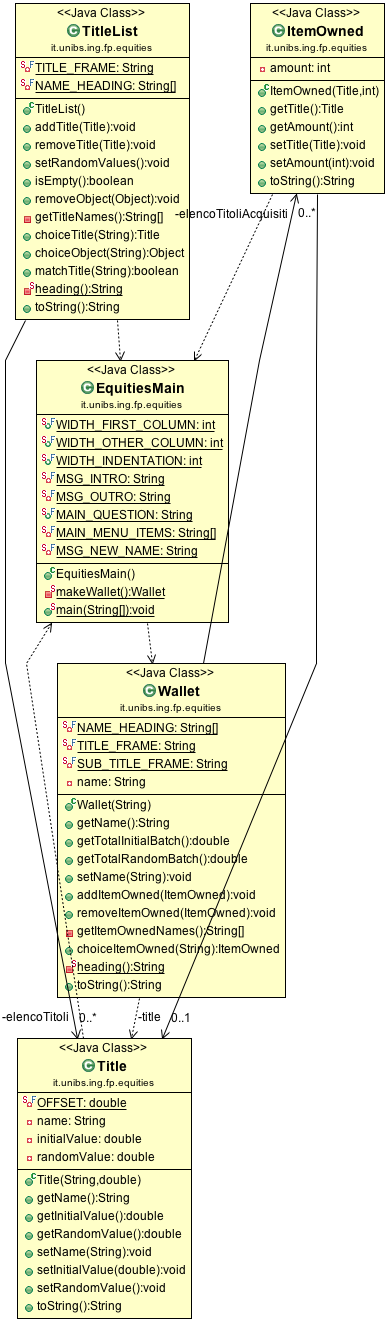 <<Java Class>>
TitleList
it.unibs.ing.fp.equities
TITLE_FRAME: String
NAME_HEADING: String[]
TitleList()
addTitle(Title):void
removeTitle(Title):void
setRandomValues():void
isEmpty():boolean
removeObject(Object):void
getTitleNames():String[]
choiceTitle(String):Title
choiceObject(String):Object
matchTitle(String):boolean
heading():String
toString():String
<<Java Class>>
ItemOwned
it.unibs.ing.fp.equities
amount: int
ItemOwned(Title,int)
getTitle():Title
getAmount():int
setTitle(Title):void
setAmount(int):void
toString():String
-elencoTitoliAcquisiti
0..*
<<Java Class>>
EquitiesMain
it.unibs.ing.fp.equities
WIDTH_FIRST_COLUMN: int
WIDTH_OTHER_COLUMN: int
WIDTH_INDENTATION: int
MSG_INTRO: String
MSG_OUTRO: String
MAIN_QUESTION: String
MAIN_MENU_ITEMS: String[]
MSG_NEW_NAME: String
EquitiesMain()
makeWallet():Wallet
main(String[]):void
<<Java Class>>
Wallet
it.unibs.ing.fp.equities
NAME_HEADING: String[]
TITLE_FRAME: String
SUB_TITLE_FRAME: String
name: String
Wallet(String)
getName():String
getTotalInitialBatch():double
getTotalRandomBatch():double
setName(String):void
addItemOwned(ItemOwned):void
removeItemOwned(ItemOwned):void
getItemOwnedNames():String[]
choiceItemOwned(String):ItemOwned
heading():String
toString():String
-elencoTitoli
0..*
-title
0..1
<<Java Class>>
Title
it.unibs.ing.fp.equities
OFFSET: double
name: String
initialValue: double
randomValue: double
Title(String,double)
getName():String
getInitialValue():double
getRandomValue():double
setName(String):void
setInitialValue(double):void
setRandomValue():void
toString():String